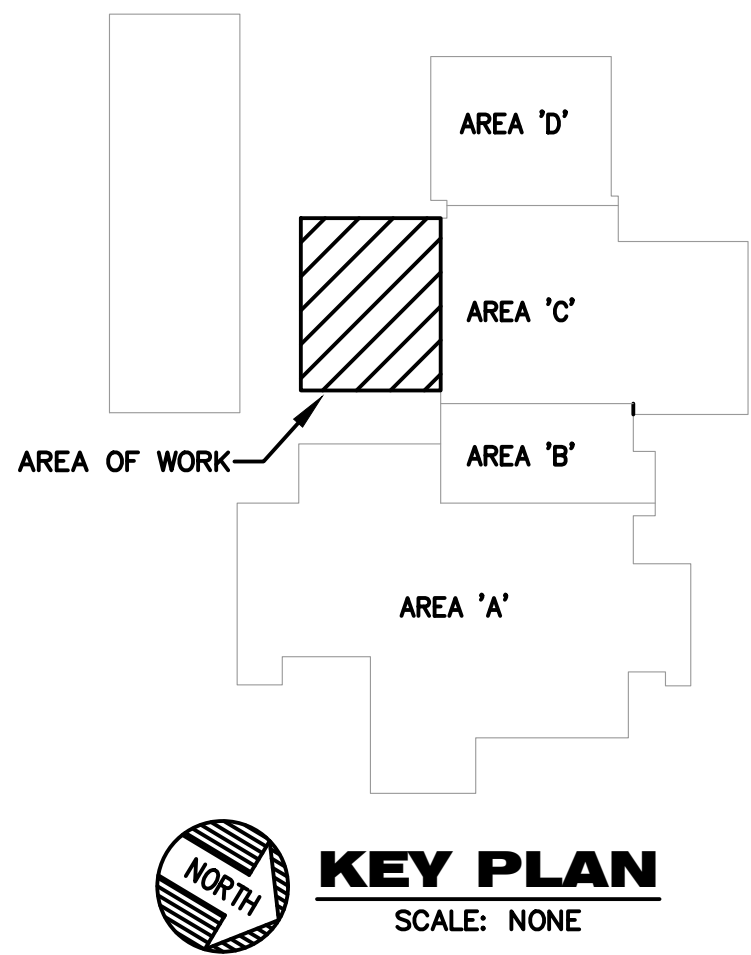 AREA 'D'
AREA 'C'
AREA OF WORK
AREA 'B'
AREA 'A'
NORTH
KEY PLAN
SCALE: NONE